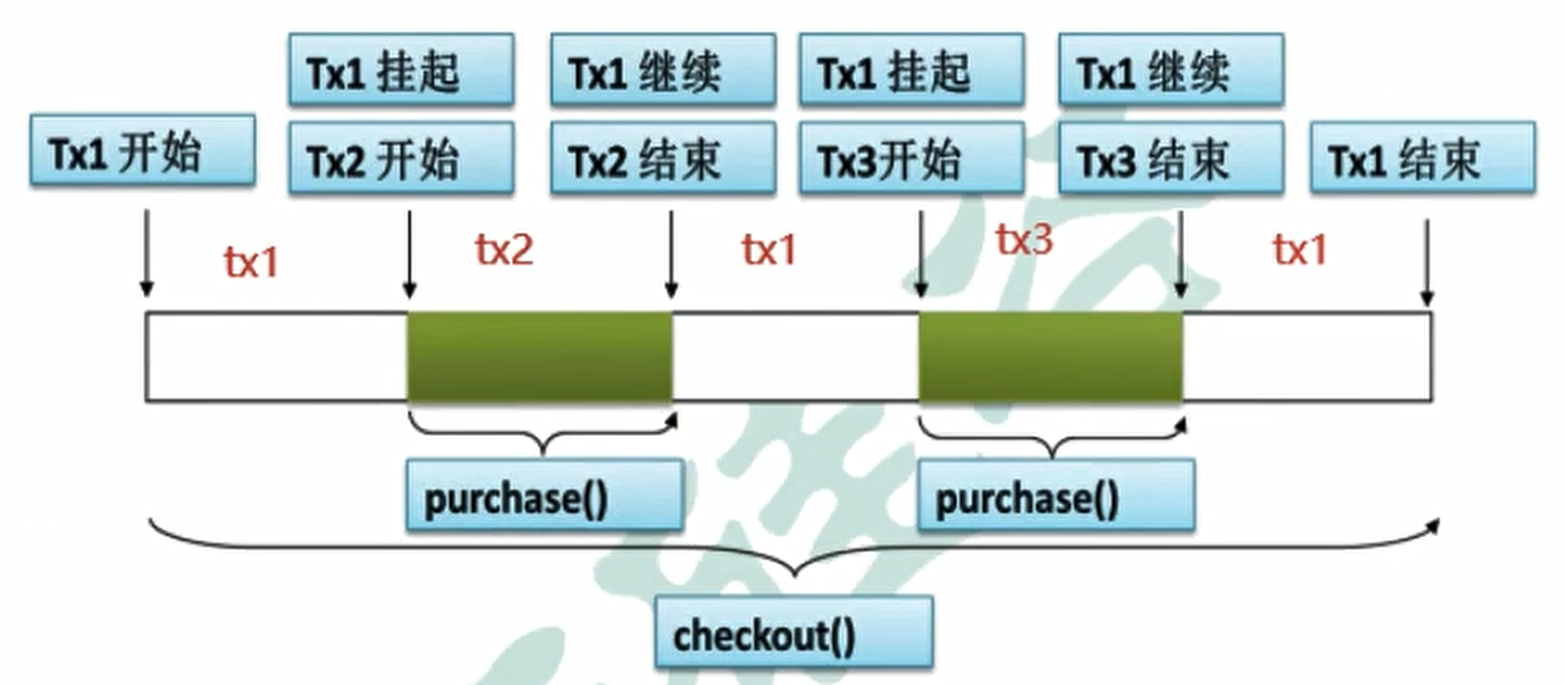 Tx1 挂起
Tx1 继续
Tx1 挂起
Tx1 继续
Tx1 开始
Tx2 开始
Tx2 结束
Tx3开始
Tx3 结束
Tx1 结束
tx1
tx2
tx1
tx3
tx1
purchase()
purchase()
checkout()